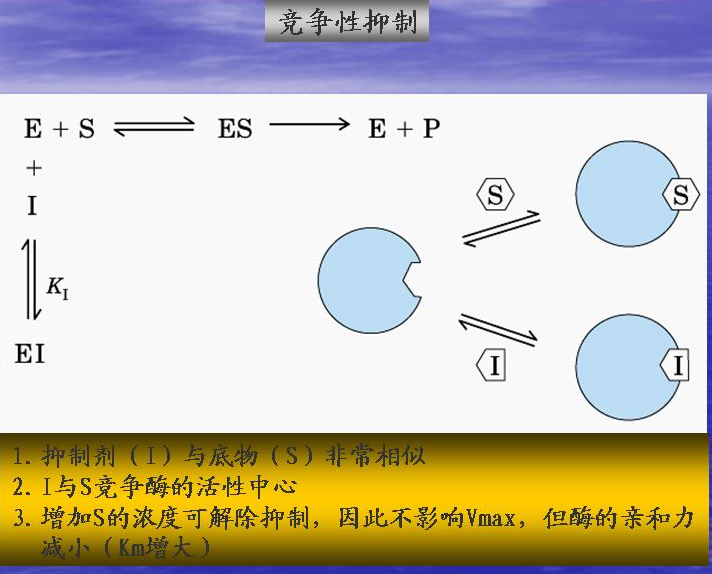 竞争性抑制
E + S ⇌ ES ⟶ E + P
+
I
K_I
EI
S
S
I
I
1. 抑制剂（I）与底物（S）非常相似
2. I与S竞争酶的活性中心
3. 增加S的浓度可解除抑制，因此不影响Vmax，但酶的亲和力
减小（Km增大）